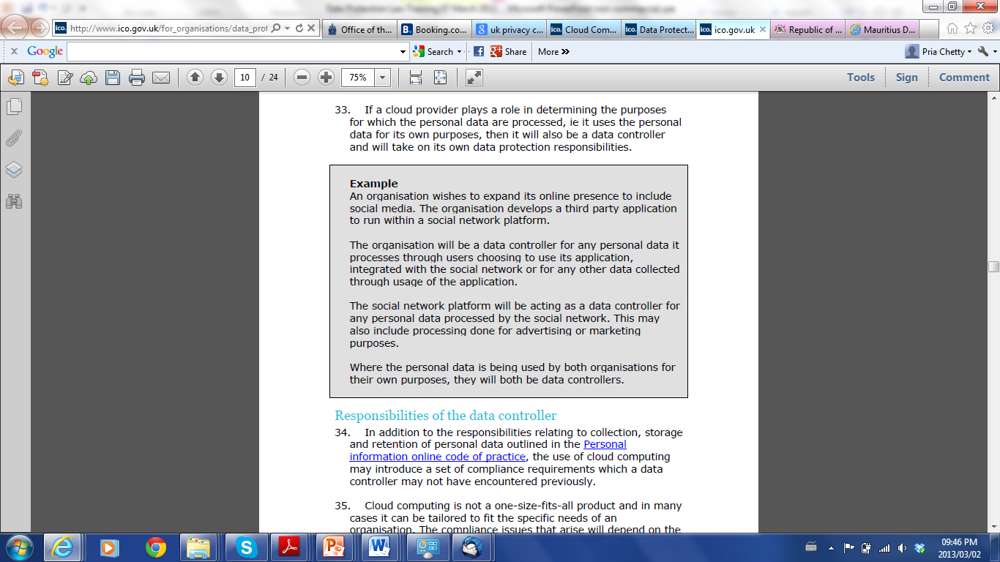 http://www.ico.gov.uk/for_organisations/data_prot
Office of th...
Booking.co...
uk privacy c...
ico. Cloud Com...
ico. Data Protect...
ico. ico.gov.uk
Republic of ...
Mauritius D...
x Google
Search
Share
More »
Pria Chetty
10 / 24
75%
Tools
Sign
Comment
33. If a cloud provider plays a role in determining the purposes
for which the personal data are processed, ie it uses the personal
data for its own purposes, then it will also be a data controller
and will take on its own data protection responsibilities.
Example
An organisation wishes to expand its online presence to include
social media. The organisation develops a third party application
to run within a social network platform.
The organisation will be a data controller for any personal data it
processes through users choosing to use its application,
integrated with the social network or for any other data collected
through usage of the application.
The social network platform will be acting as a data controller for
any personal data processed by the social network. This may
also include processing done for advertising or marketing
purposes.
Where the personal data is being used by both organisations for
their own purposes, they will both be data controllers.
Responsibilities of the data controller
34. In addition to the responsibilities relating to collection, storage
and retention of personal data outlined in the Personal
information online code of practice, the use of cloud computing
may introduce a set of compliance requirements which a data
controller may not have encountered previously.
35. Cloud computing is not a one-size-fits-all product and in many
cases it can be tailored to fit the specific needs of an
organisation. The compliance issues that arise will depend on the
09:46 PM
2013/03/02